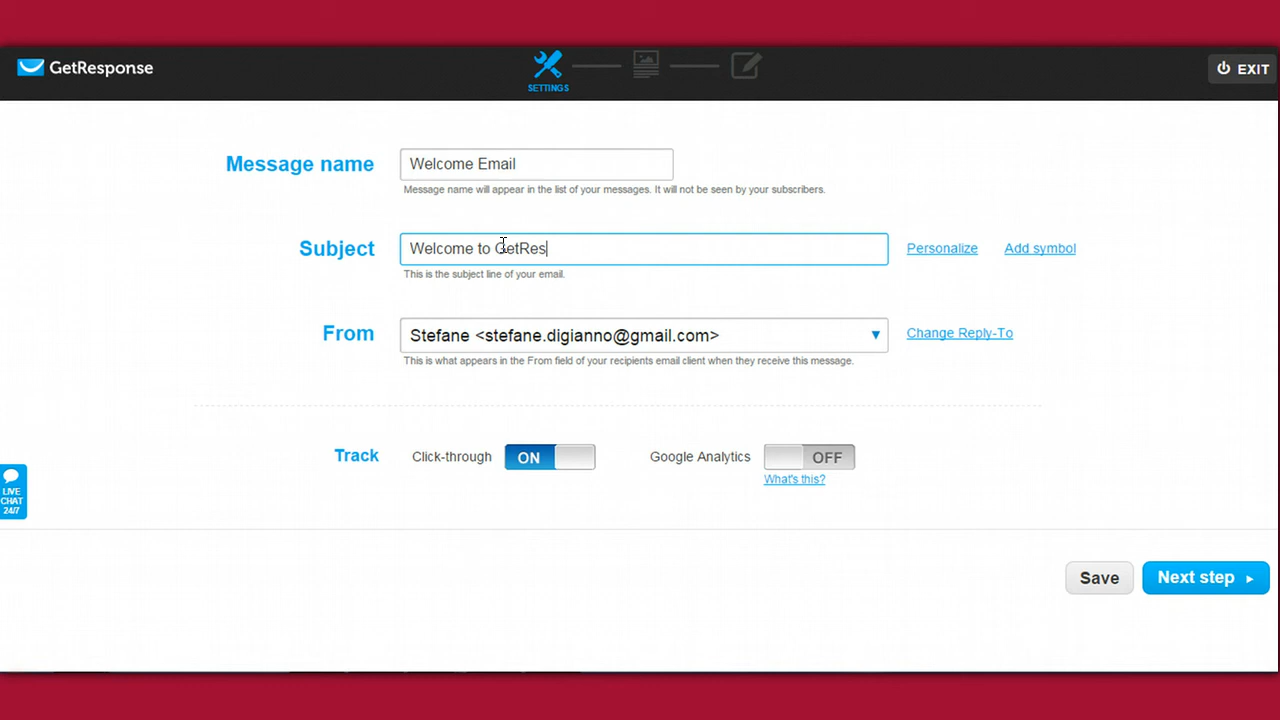 GetResponse
SETTINGS
EXIT
Message name
Welcome Email
Message name will appear in the list of your messages. It will not be seen by your subscribers.
Subject
Welcome to GetRes
Personalize
Add symbol
This is the subject line of your email.
From
Stefane <stefane.digianno@gmail.com>
Change Reply-To
This is what appears in the From field of your recipients email client when they receive this message.
Track
Click-through
ON
Google Analytics
OFF
What's this?
LIVE
CHAT
24/7
Save
Next step